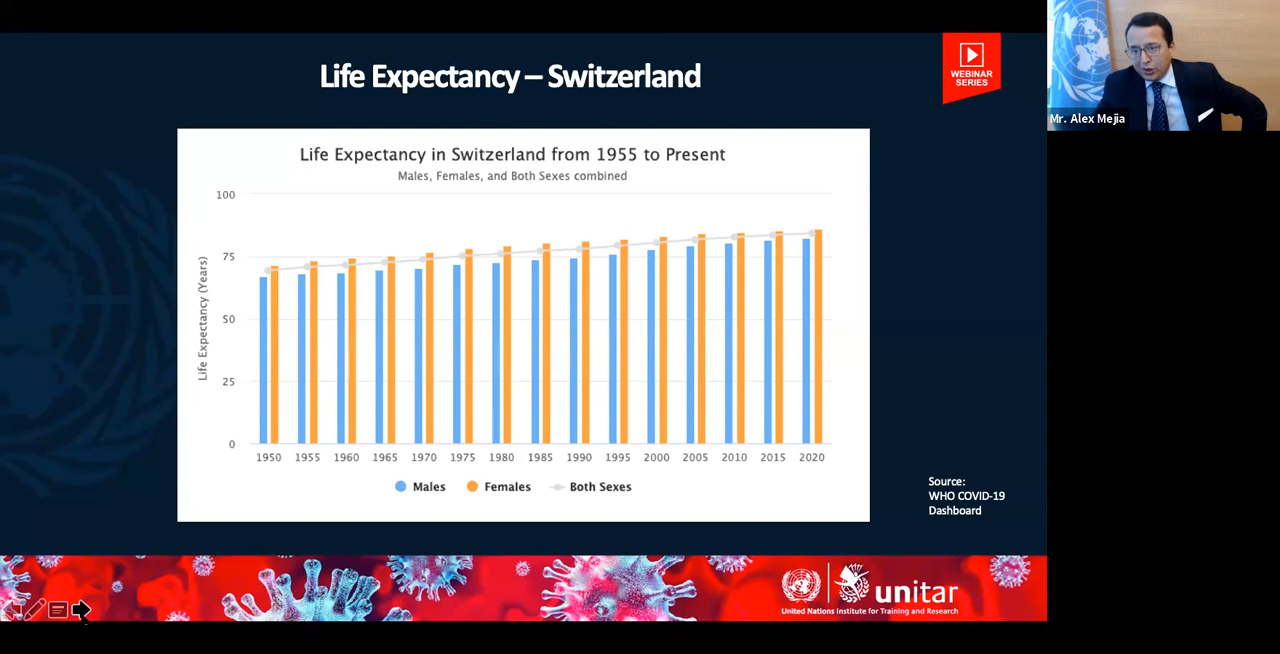 Life Expectancy – Switzerland
WEBINAR
SERIES
Mr. Alex Mejia
Life Expectancy in Switzerland from 1955 to Present
Males, Females, and Both Sexes combined
Life Expectancy (Years)
100
75
50
25
0
1950 1955 1960 1965 1970 1975 1980 1985 1990 1995 2000 2005 2010 2015 2020
Males Females Both Sexes
Source:
WHO COVID-19
Dashboard
unitar
United Nations Institute for Training and Research